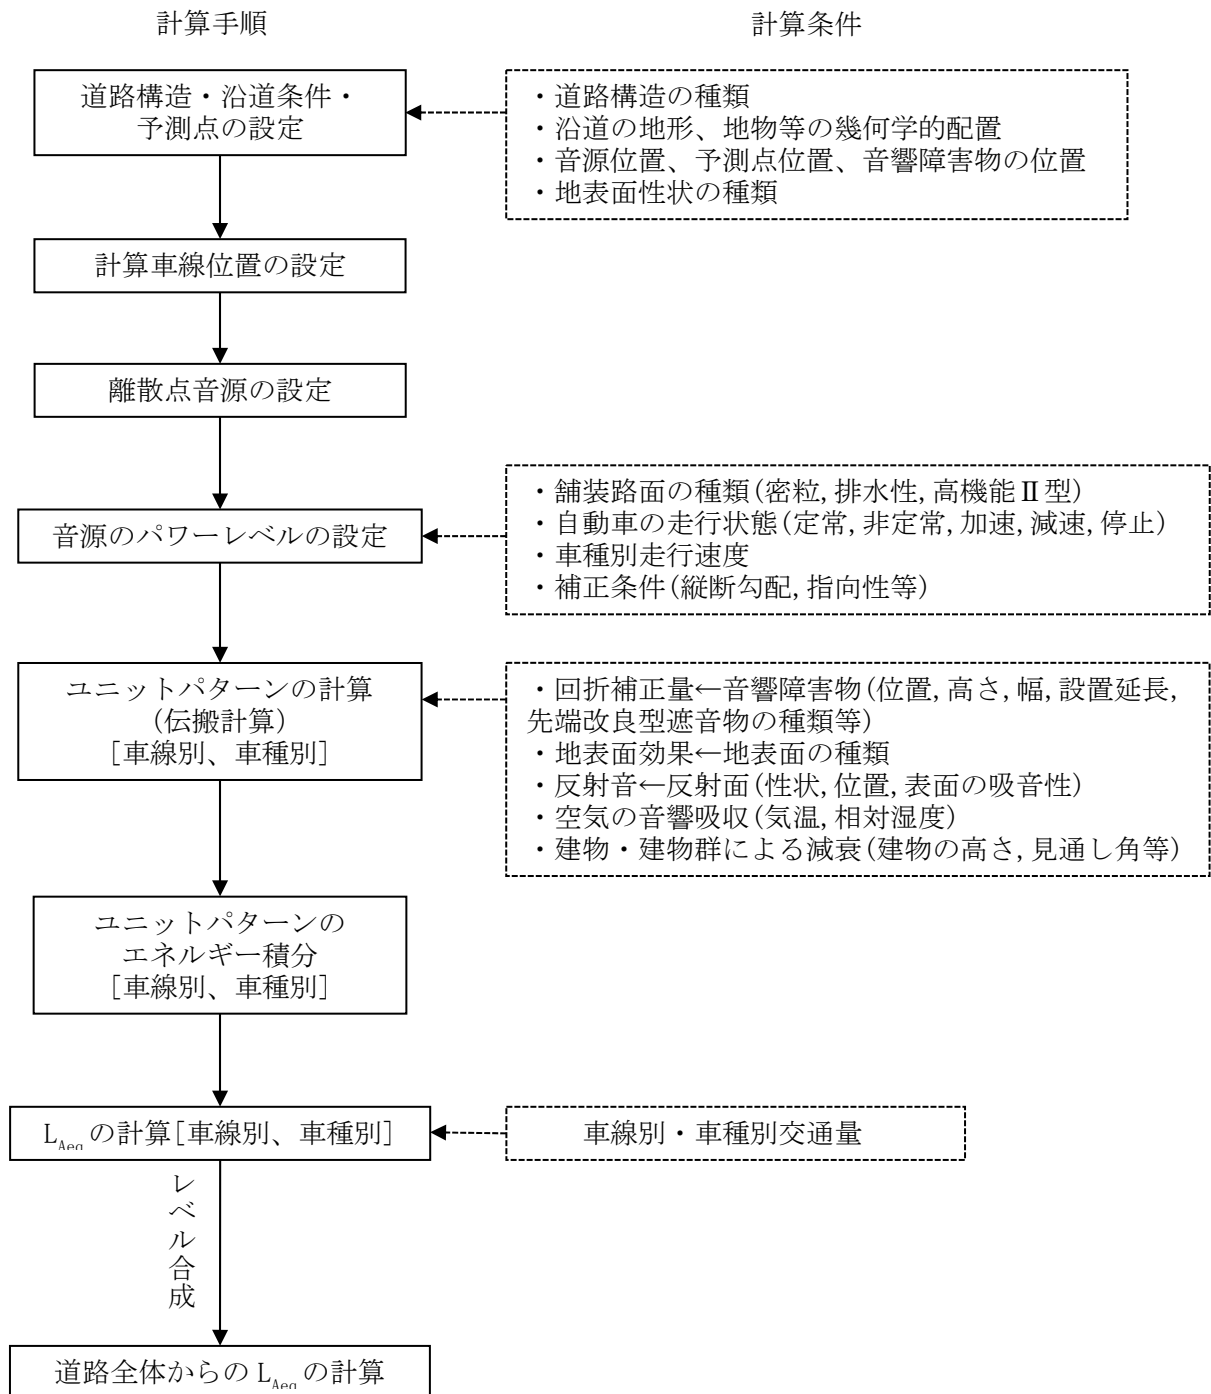 計算手順
計算条件
道路構造・沿道条件・
予測点の設定
・道路構造の種類
・沿道の地形、地物等の幾何学的配置
・音源位置、予測点位置、音響障害物の位置
・地表面性状の種類
計算車線位置の設定
離散点音源の設定
音源のパワーレベルの設定
・舗装路面の種類(密粒,排水性,高機能Ⅱ型)
・自動車の走行状態(定常,非定常,加速,減速,停止)
・車種別走行速度
・補正条件(縦断勾配,指向性等)
ユニットパターンの計算
(伝搬計算)
[車線別、車種別]
・回折補正量←音響障害物(位置,高さ,幅,設置延長,
先端改良型遮音物の種類等)
・地表面効果←地表面の種類
・反射音←反射面(性状,位置,表面の吸音性)
・空気の音響吸収(気温,相対湿度)
・建物・建物群による減衰(建物の高さ,見通し角等)
ユニットパターンの
エネルギー積分
[車線別、車種別]
LAeqの計算[車線別、車種別]
車線別・車種別交通量
レベル合成
道路全体からのLAeqの計算